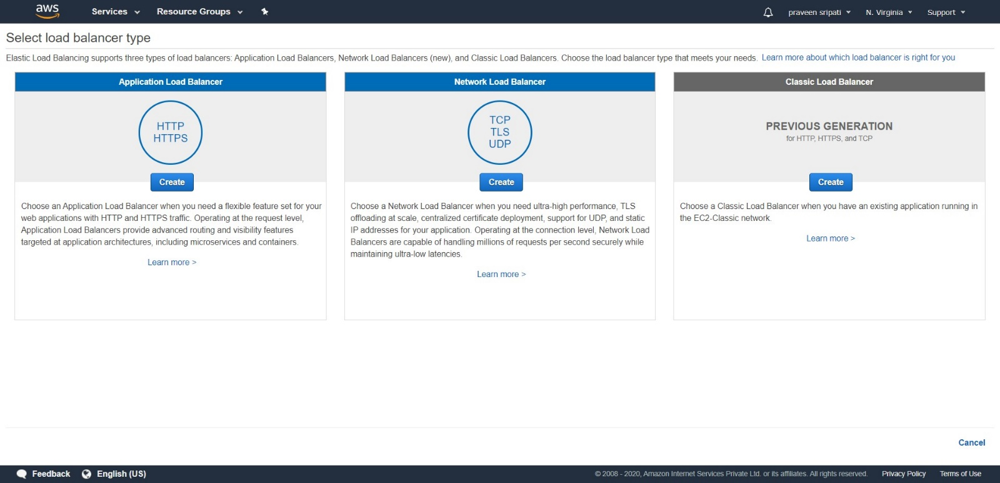 aws
Services
Resource Groups
praveen sripati
N. Virginia
Support
Select load balancer type
Elastic Load Balancing supports three types of load balancers: Application Load Balancers, Network Load Balancers (new), and Classic Load Balancers. Choose the load balancer type that meets your needs. Learn more about which load balancer is right for you
Application Load Balancer
HTTP
HTTPS
Create
Choose an Application Load Balancer when you need a flexible feature set for your
web applications with HTTP and HTTPS traffic. Operating at the request level,
Application Load Balancers provide advanced routing and visibility features
targeted at application architectures, including microservices and containers.
Learn more >
Network Load Balancer
TCP
TLS
UDP
Create
Choose a Network Load Balancer when you need ultra-high performance, TLS
offloading at scale, centralized certificate deployment, support for UDP, and static
IP addresses for your application. Operating at the connection level, Network Load
Balancers are capable of handling millions of requests per second securely while
maintaining ultra-low latencies.
Learn more >
Classic Load Balancer
PREVIOUS GENERATION
for HTTP, HTTPS, and TCP
Create
Choose a Classic Load Balancer when you have an existing application running in
the EC2-Classic network.
Learn more >
Cancel
Feedback
English (US)
© 2008 - 2020, Amazon Internet Services Private Ltd. or its affiliates. All rights reserved.
Privacy Policy
Terms of Use